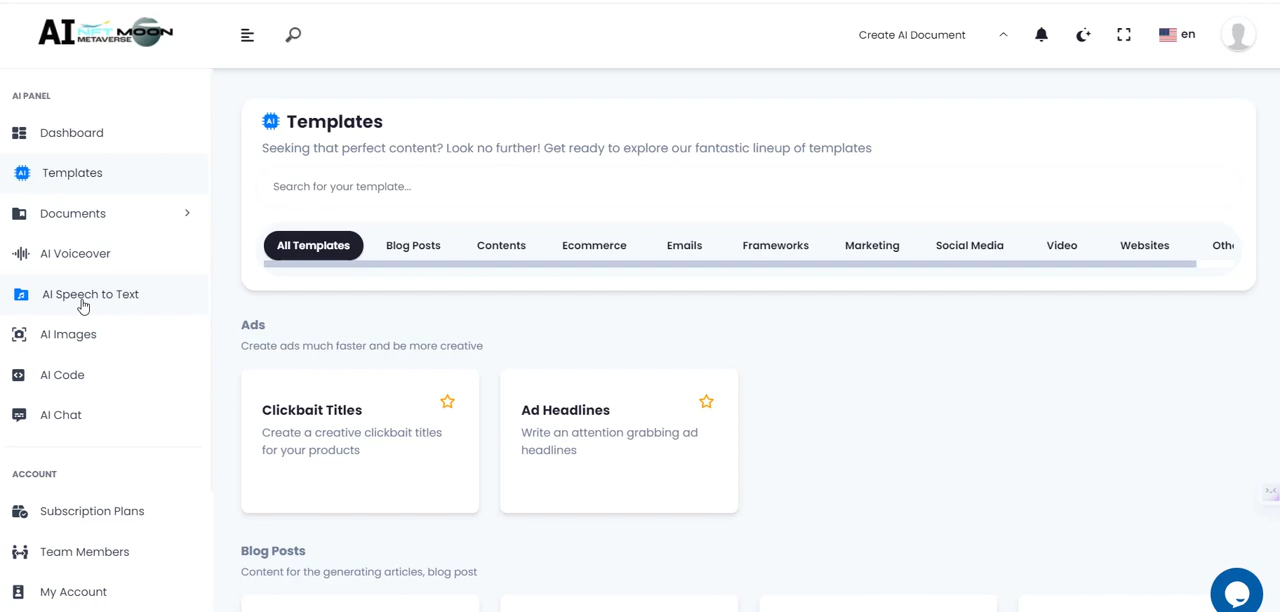 AI NFT MOON
METAVERSE
Create AI Document
en
AI PANEL
Dashboard
Templates
Documents
AI Voiceover
AI Speech to Text
AI Images
AI Code
AI Chat
ACCOUNT
Subscription Plans
Team Members
My Account
AI Templates
Seeking that perfect content? Look no further! Get ready to explore our fantastic lineup of templates
Search for your template...
All Templates Blog Posts Contents Ecommerce Emails Frameworks Marketing Social Media Video Websites Othe
Ads
Create ads much faster and be more creative
Clickbait Titles
Create a creative clickbait titles
for your products
Ad Headlines
Write an attention grabbing ad
headlines
Blog Posts
Content for the generating articles, blog post